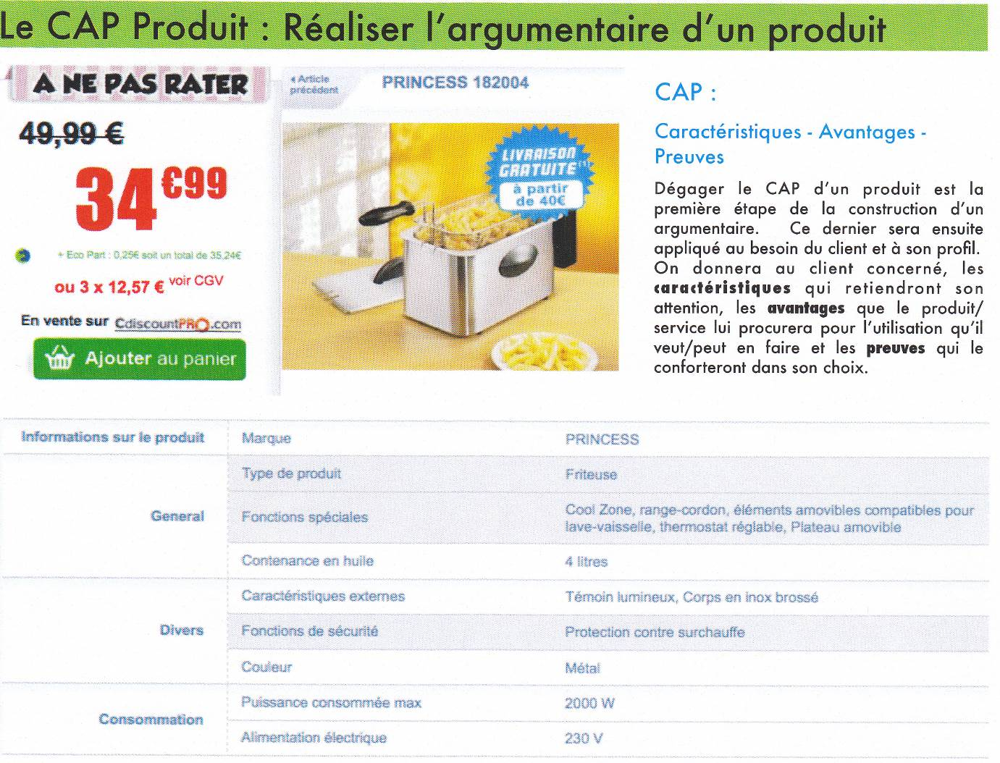 Le CAP Produit : Réaliser l'argumentaire d'un produit
A NE PAS RATER
49,99 €
34€99
+ Eco Part : 0,25€ soit un total de 35,24€
ou 3 x 12,57 € voir CGV
En vente sur CdiscountPRO.com
Ajouter au panier
Article
précédent
PRINCESS 182004
LIVRAISON
GRATUITE(1)
à partir
de 40€
CAP :
Caractéristiques - Avantages -
Preuves
Dégager le CAP d'un produit est la
première étape de la construction d'un
argumentaire. Ce dernier sera ensuite
appliqué au besoin du client et à son profil.
On donnera au client concerné, les
caractéristiques qui retiendront son
attention, les avantages que le produit/
service lui procurera pour l'utilisation qu'il
veut/peut en faire et les preuves qui le
conforteront dans son choix.
Informations sur le produit Marque PRINCESS
Type de produit Friteuse
General Fonctions spéciales Cool Zone, range-cordon, éléments amovibles compatibles pour
lave-vaisselle, thermostat réglable, Plateau amovible
Contenance en huile 4 litres
Caractéristiques externes Témoin lumineux, Corps en inox brossé
Divers Fonctions de sécurité Protection contre surchauffe
Couleur Métal
Consommation Puissance consommée max 2000 W
Alimentation électrique 230 V